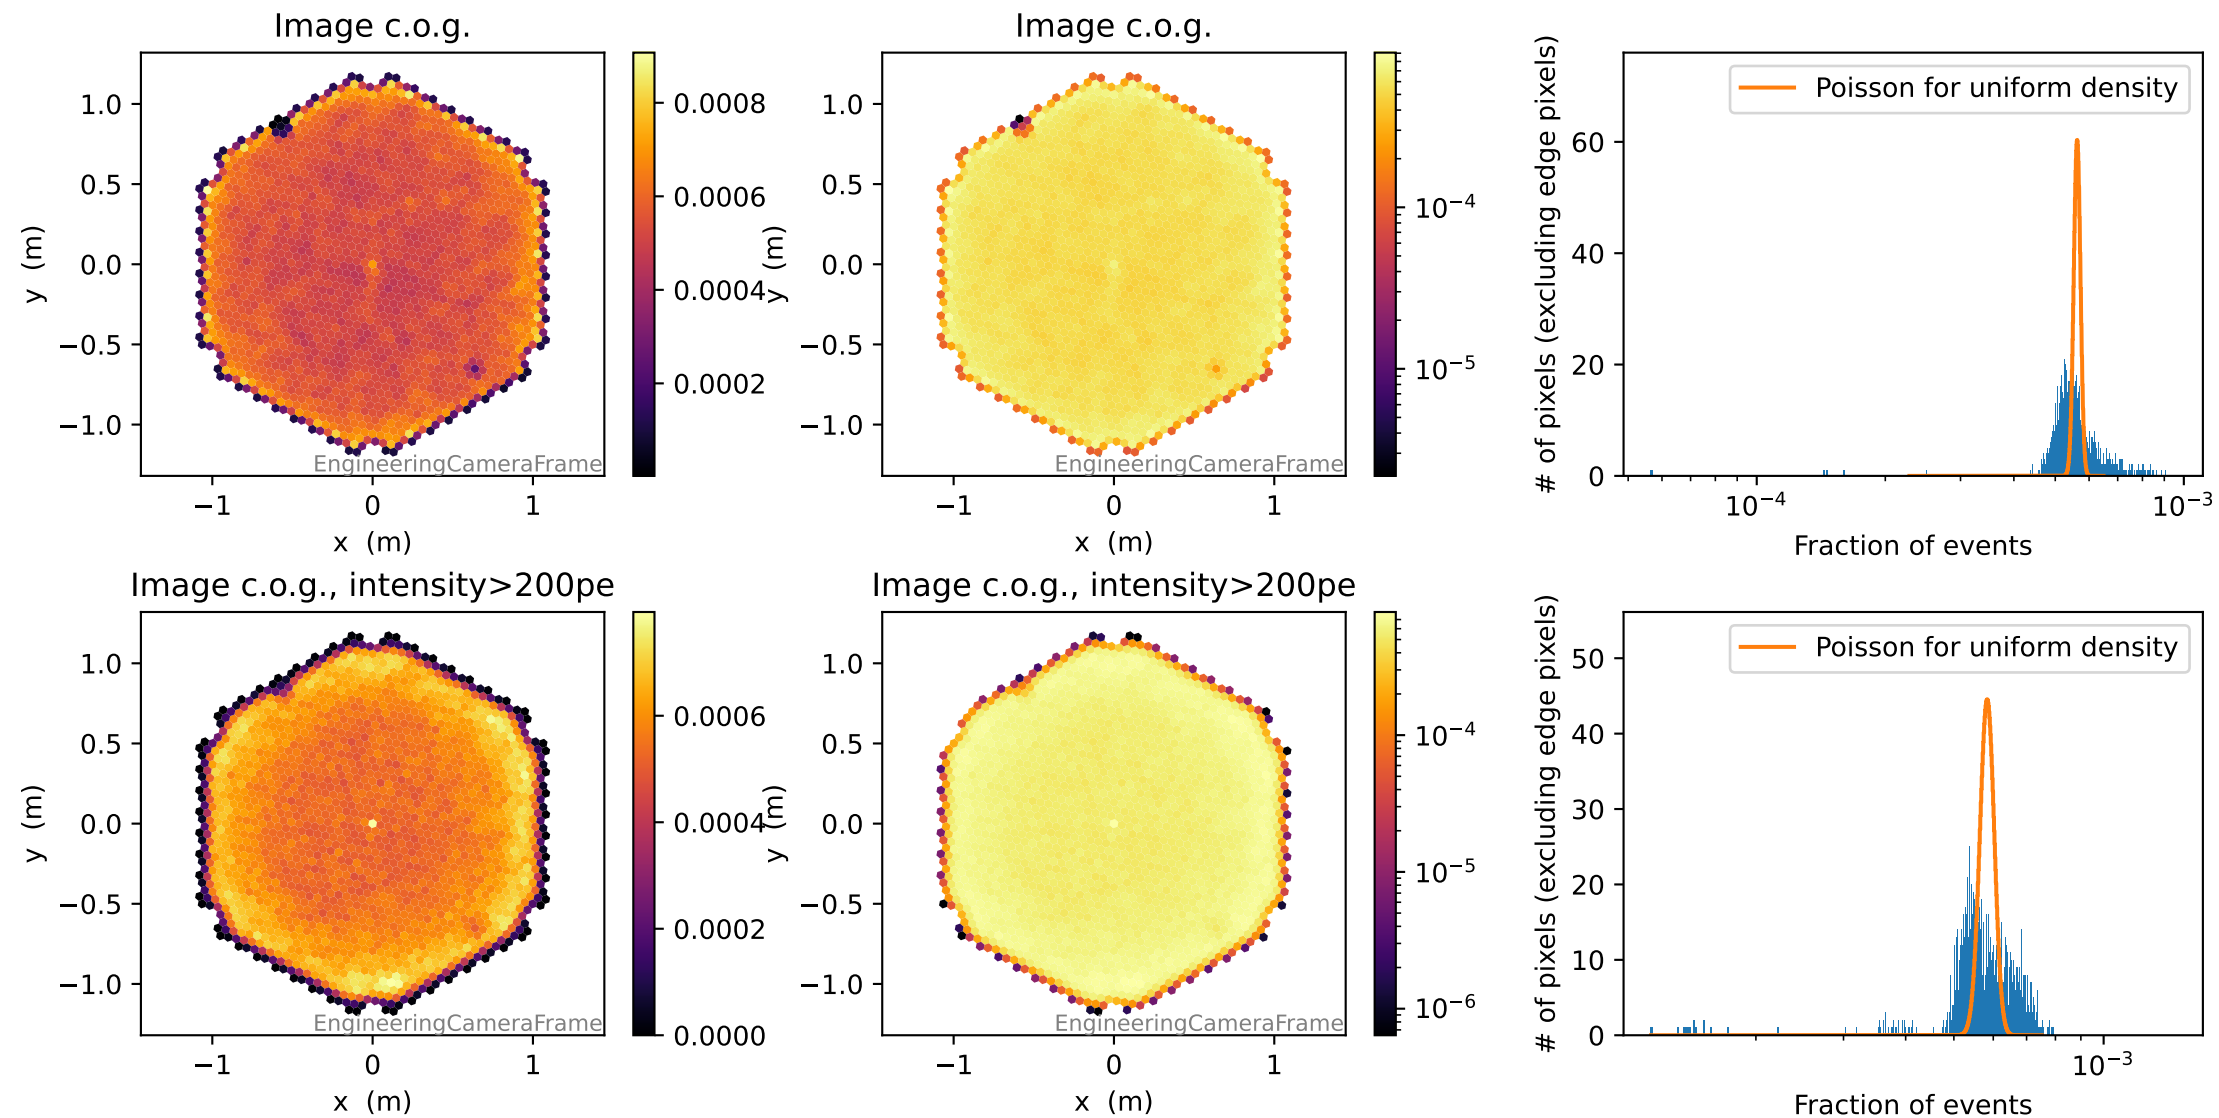 Image c.o.g.
y (m)
1.0
0.5
0.0
−0.5
−1.0
EngineeringCameraFrame
−1 0 1
x (m)
0.0008
0.0006
0.0004
0.0002
Image c.o.g.
y (m)
1.0
0.5
0.0
−0.5
−1.0
EngineeringCameraFrame
−1 0 1
x (m)
10⁻⁴
10⁻⁵
# of pixels (excluding edge pixels)
60
40
20
0
Poisson for uniform density
10⁻⁴ 10⁻³
Fraction of events
Image c.o.g., intensity>200pe
y (m)
1.0
0.5
0.0
−0.5
−1.0
EngineeringCameraFrame
−1 0 1
x (m)
0.0006
0.0004
0.0002
0.0000
Image c.o.g., intensity>200pe
y (m)
1.0
0.5
0.0
−0.5
−1.0
EngineeringCameraFrame
−1 0 1
x (m)
10⁻⁴
10⁻⁵
10⁻⁶
# of pixels (excluding edge pixels)
50
40
30
20
10
0
Poisson for uniform density
10⁻³
Fraction of events